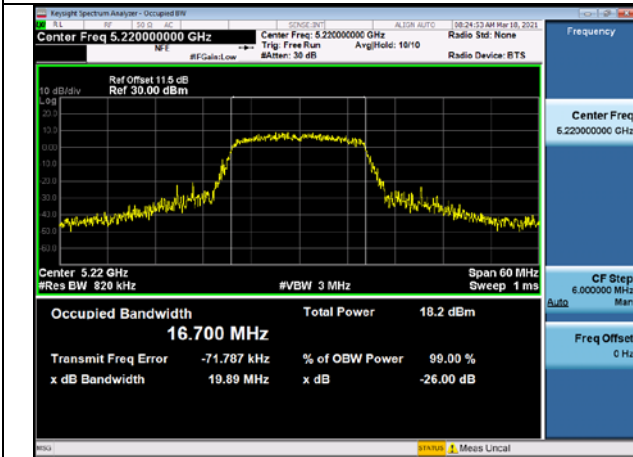 Keysight Spectrum Analyzer - Occupied BW
RL RF 50 Ω AC SENSE:INT ALIGN AUTO 08:24:53 AM Mar 18, 2021
Center Freq 5.220000000 GHz
Center Freq: 5.220000000 GHz Radio Std: None
NFE Trig: Free Run Avg|Hold: 10/10
#IFGain:Low #Atten: 30 dB Radio Device: BTS
Frequency
Ref Offset 11.5 dB
10 dB/div Ref 30.00 dBm
Log
20.0
10.0
0.00
-10.0
-20.0
-30.0
-40.0
-50.0
-60.0
Center Freq
5.220000000 GHz
Center 5.22 GHz Span 60 MHz
#Res BW 820 kHz #VBW 3 MHz Sweep 1 ms
CF Step
6.000000 MHz
Auto Man
Occupied Bandwidth Total Power 18.2 dBm
16.700 MHz
Transmit Freq Error -71.787 kHz % of OBW Power 99.00 %
x dB Bandwidth 19.89 MHz x dB -26.00 dB
Freq Offset
0 Hz
MSG STATUS Meas Uncal